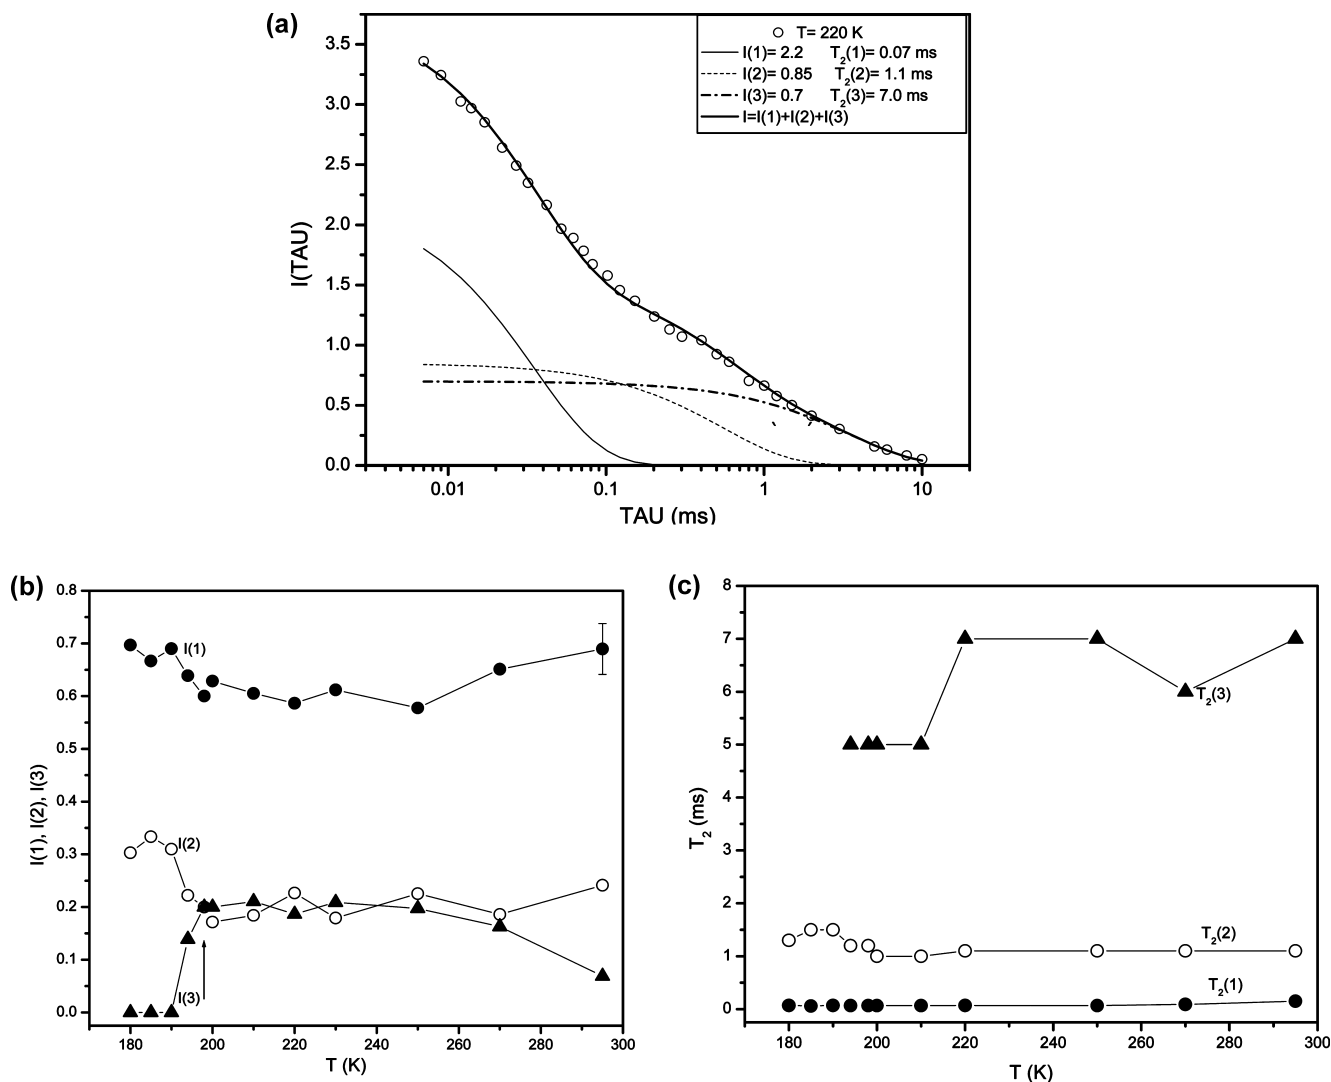 (a)
3.5
3.0
2.5
2.0
1.5
1.0
0.5
0.0
I(TAU)
0.01 0.1 1 10
TAU (ms)
T= 220 K
I(1)= 2.2 T2(1)= 0.07 ms
I(2)= 0.85 T2(2)= 1.1 ms
I(3)= 0.7 T2(3)= 7.0 ms
I=I(1)+I(2)+I(3)
(b)
0.8
0.7
0.6
0.5
0.4
0.3
0.2
0.1
0.0
I(1), I(2), I(3)
I(1)
I(2)
I(3)
180 200 220 240 260 280 300
T (K)
(c)
8
7
6
5
4
3
2
1
0
T2 (ms)
T2(3)
T2(2)
T2(1)
180 200 220 240 260 280 300
T (K)